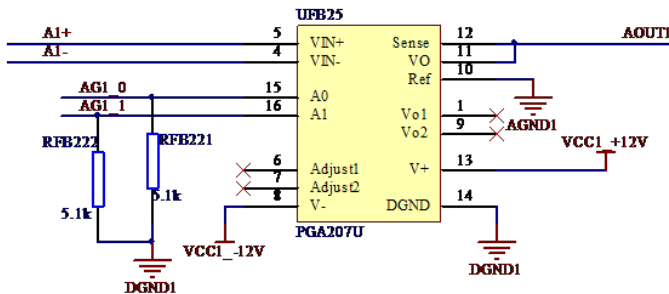 UFB25
A1+ 5 VIN+ Sense 12 AOUT1
A1- 4 VIN- VO 11
Ref 10
AG1_0 15 A0
AG1_1 16 A1 Vo1 1 AGND1
RFB222 RFB221 Vo2 9
VCC1_+12V
6 Adjust1 V+ 13
7 Adjust2
5.1k 5.1k 8 V- DGND 14
PGA207U
VCC1_-12V
DGND1 DGND1